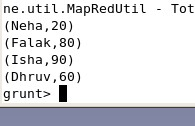 ne.util.MapRedUtil - Tot
(Neha,20)
(Falak,80)
(Isha,90)
(Dhruv,60)
grunt>